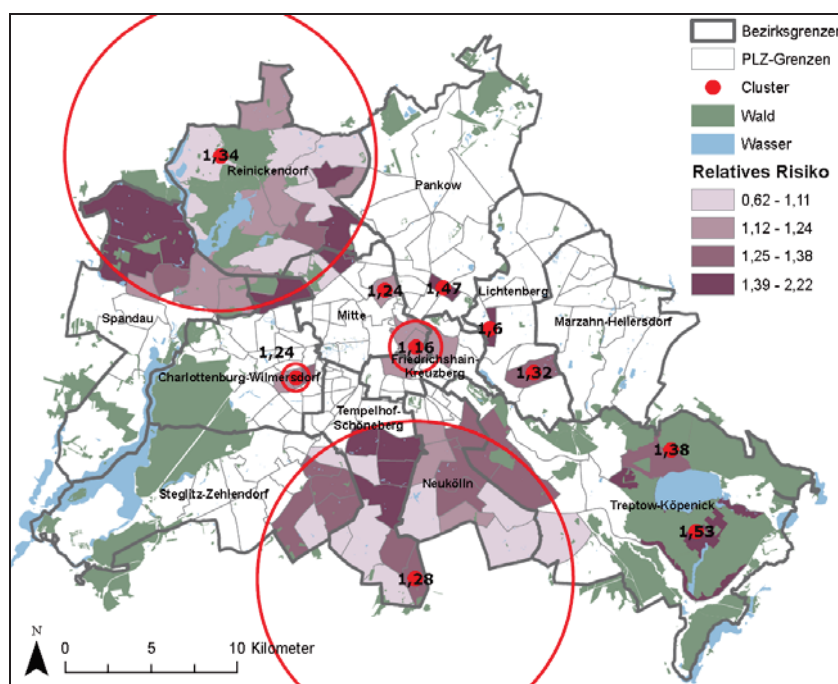 Bezirksgrenzen
PLZ-Grenzen
Cluster
Wald
Wasser
Relatives Risiko
0,62 - 1,11
1,12 - 1,24
1,25 - 1,38
1,39 - 2,22
1,34
Reinickendorf
Pankow
1,24
1,47
Lichtenberg
Mitte
1,6
Marzahn-Hellersdorf
Spandau
1,24
1,16
Friedrichshain-
Kreuzberg
Charlottenburg-Wilmersdorf
1,32
Tempelhof-
Schöneberg
1,38
Steglitz-Zehlendorf
Neukölln
Treptow-Köpenick
1,53
1,28
N
0 5 10 Kilometer